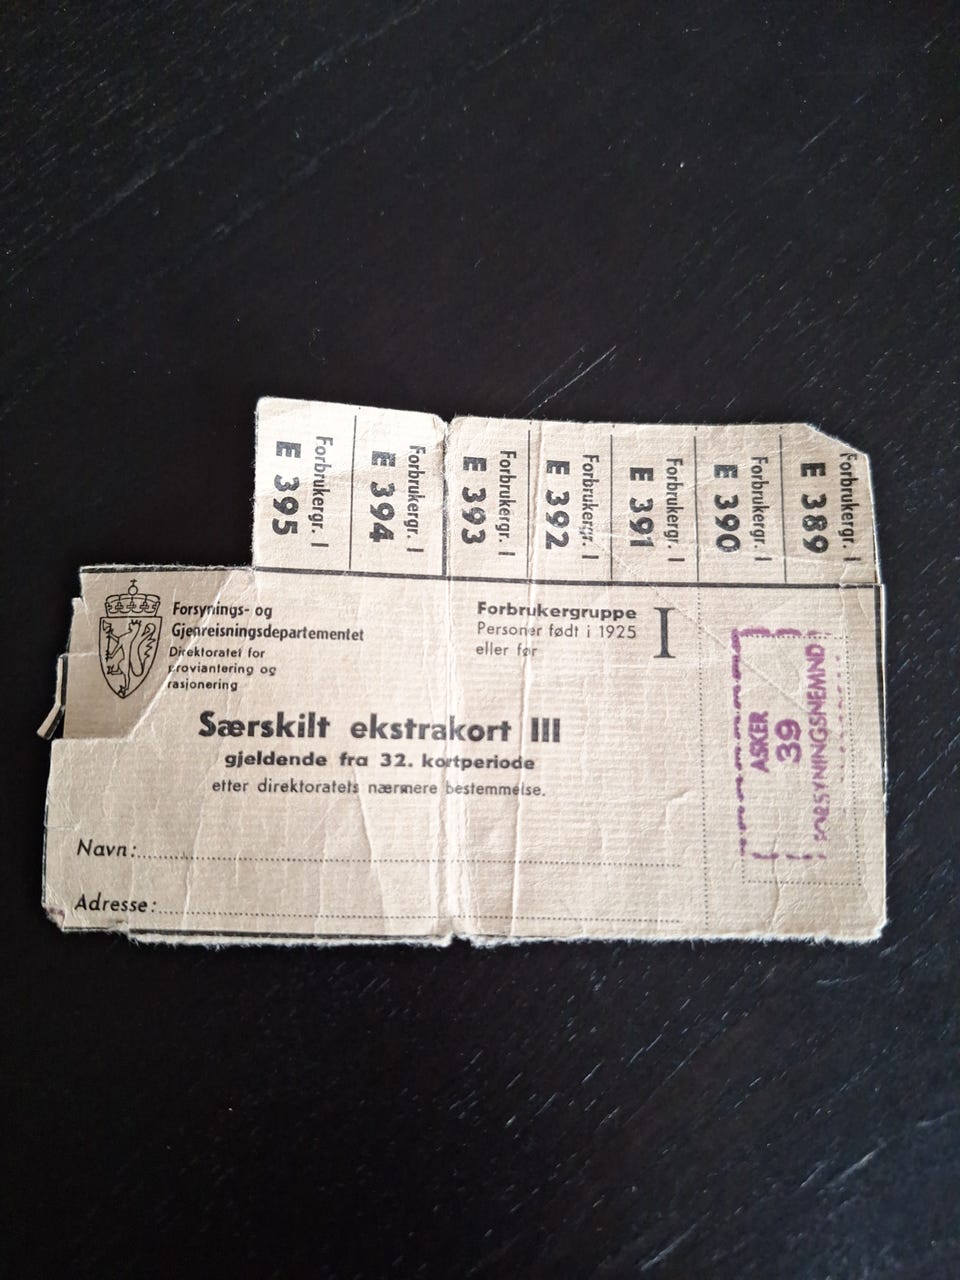 Forbrukergr. I
E 395
Forbrukergr. I
E 394
Forbrukergr. I
E 393
Forbrukergr. I
E 392
Forbrukergr. I
E 391
Forbrukergr. I
E 390
Forbrukergr. I
E 389
Forsynings- og
Gjenreisningsdepartementet
Direktoratet for
proviantering og
rasjonering
Forbrukergruppe I
Personer født i 1925
eller før
Særskilt ekstrakort III
gjeldende fra 32. kortperiode
etter direktoratets nærmere bestemmelse.
Navn:
Adresse:
ASKER
39
FORSYNINGSNEMND